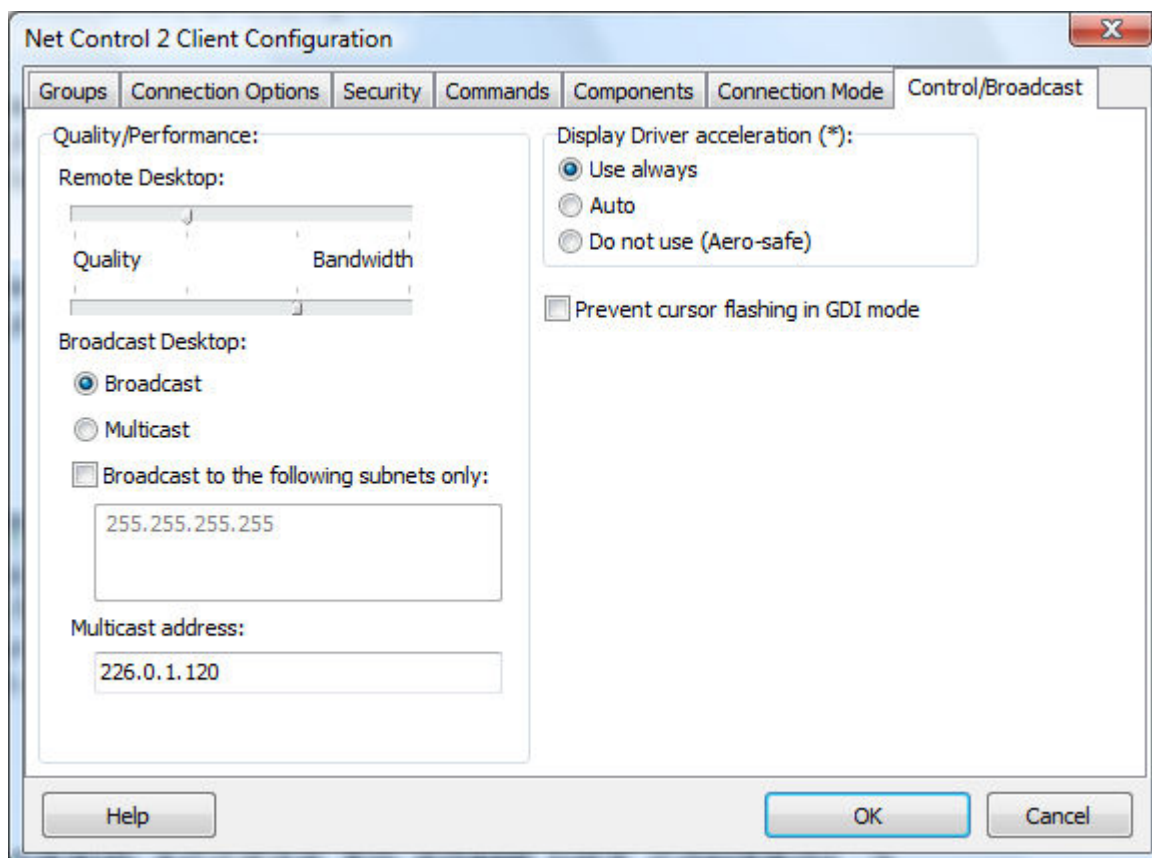 Net Control 2 Client Configuration
X
Groups
Connection Options
Security
Commands
Components
Connection Mode
Control/Broadcast
Quality/Performance:
Remote Desktop:
Quality
Bandwidth
Broadcast Desktop:
Broadcast
Multicast
Broadcast to the following subnets only:
255.255.255.255
Multicast address:
226.0.1.120
Display Driver acceleration (*):
Use always
Auto
Do not use (Aero-safe)
Prevent cursor flashing in GDI mode
Help
OK
Cancel